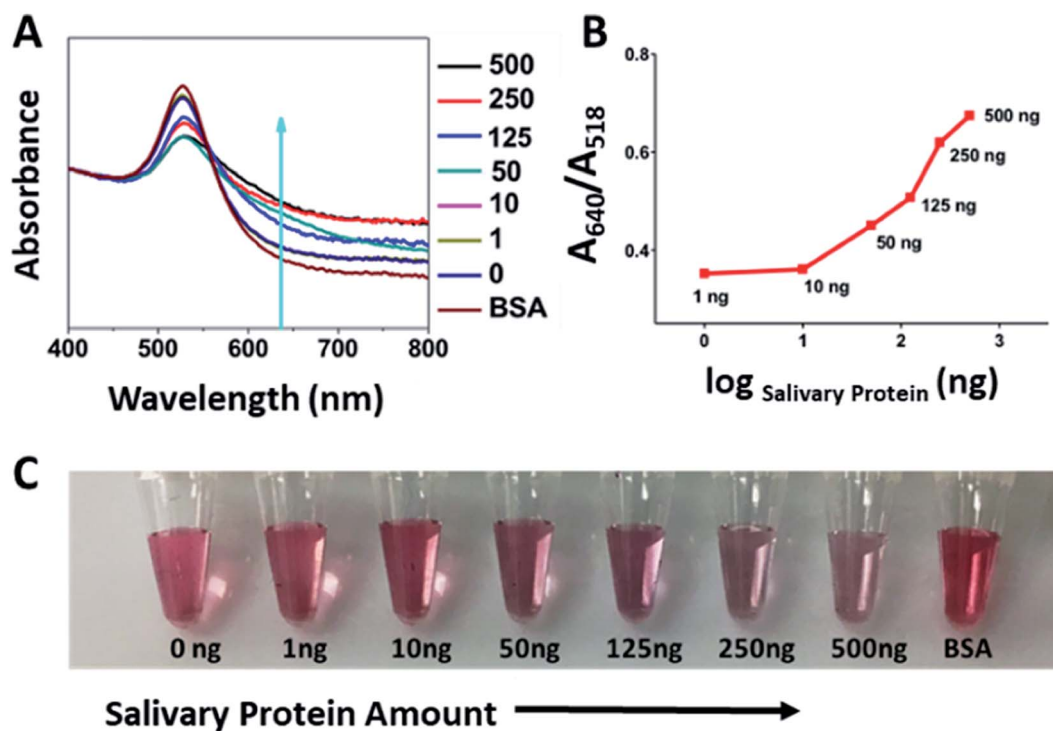 A
Absorbance
500
250
125
50
10
1
0
BSA
400 500 600 700 800
Wavelength (nm)
B
A640/A518
0.8
0.6
0.4
500 ng
250 ng
125 ng
50 ng
10 ng
1 ng
0 1 2 3
log Salivary Protein (ng)
C
0 ng 1ng 10ng 50ng 125ng 250ng 500ng BSA
Salivary Protein Amount